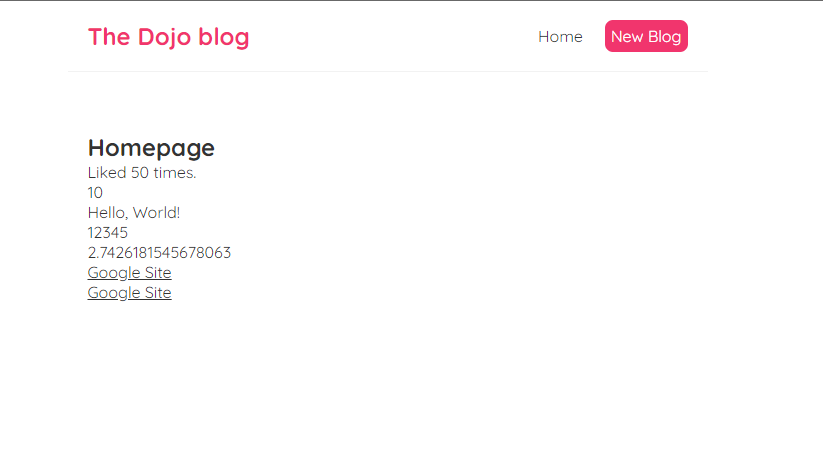 The Dojo blog
Home
New Blog
Homepage
Liked 50 times.
10
Hello, World!
12345
2.7426181545678063
Google Site
Google Site